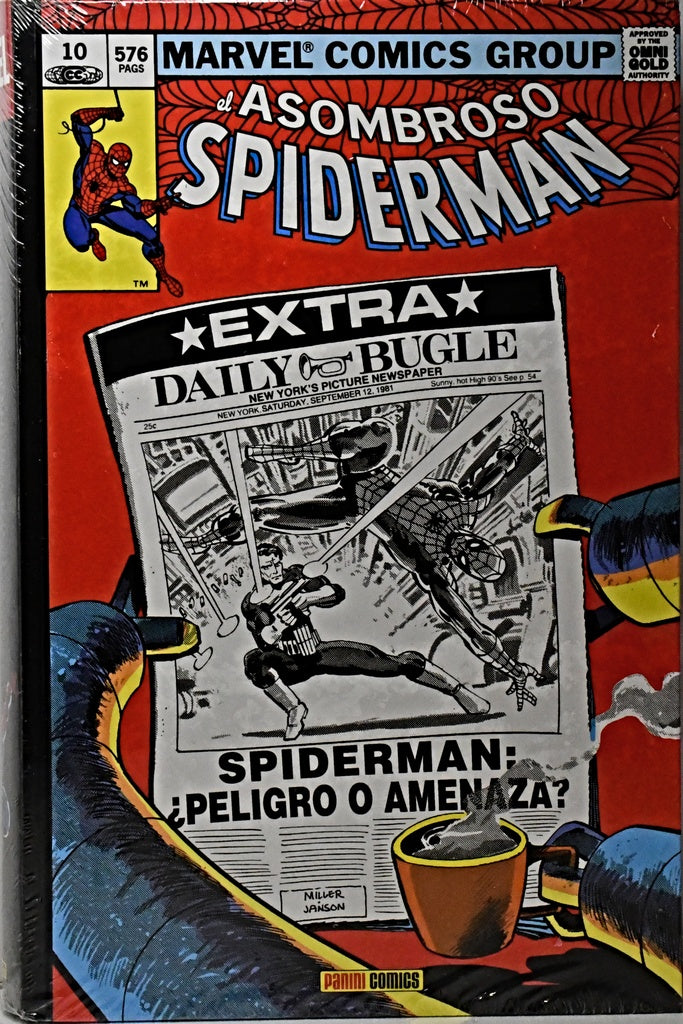 10
576
PAGS
CC
MARVEL® COMICS GROUP
APPROVED
BY THE
OMNI
GOLD
AUTHORITY
el ASOMBROSO
SPIDERMAN
TM
★EXTRA★
DAILY BUGLE
NEW YORK'S PICTURE NEWSPAPER
25¢
NEW YORK, SATURDAY, SEPTEMBER 12, 1981
Sunny, hot High 90's See p. 54
SPIDERMAN:
¿PELIGRO O AMENAZA?
MILLER
JANSON
PANINI COMICS